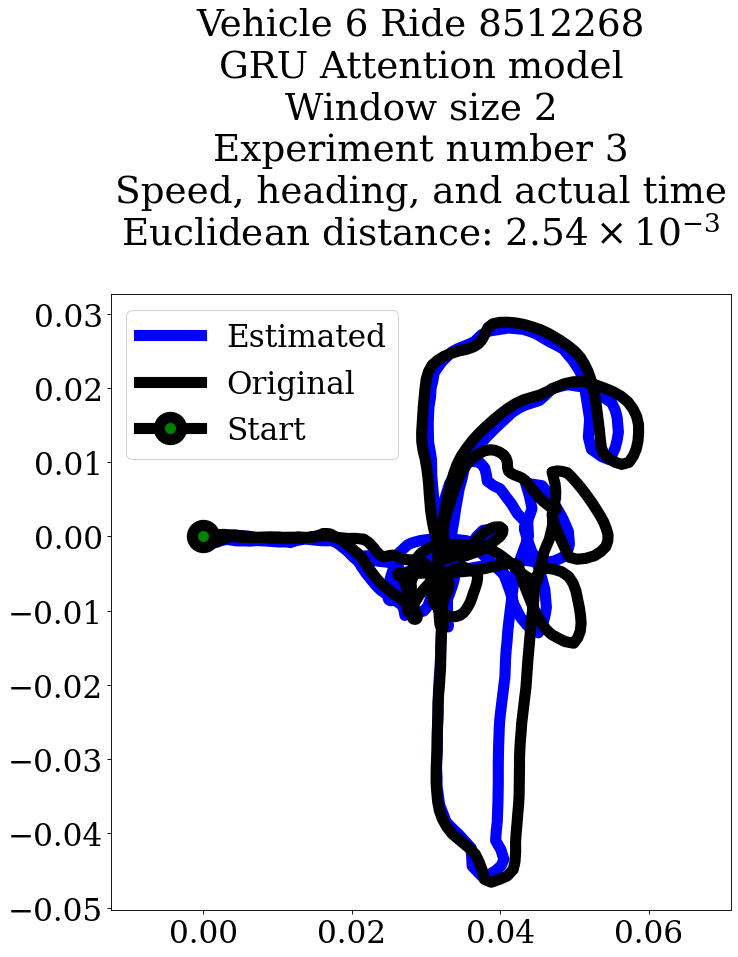 Vehicle 6 Ride 8512268
GRU Attention model
Window size 2
Experiment number 3
Speed, heading, and actual time
Euclidean distance: 2.54 × 10⁻³
Estimated
Original
Start
0.03
0.02
0.01
0.00
−0.01
−0.02
−0.03
−0.04
−0.05
0.00 0.02 0.04 0.06